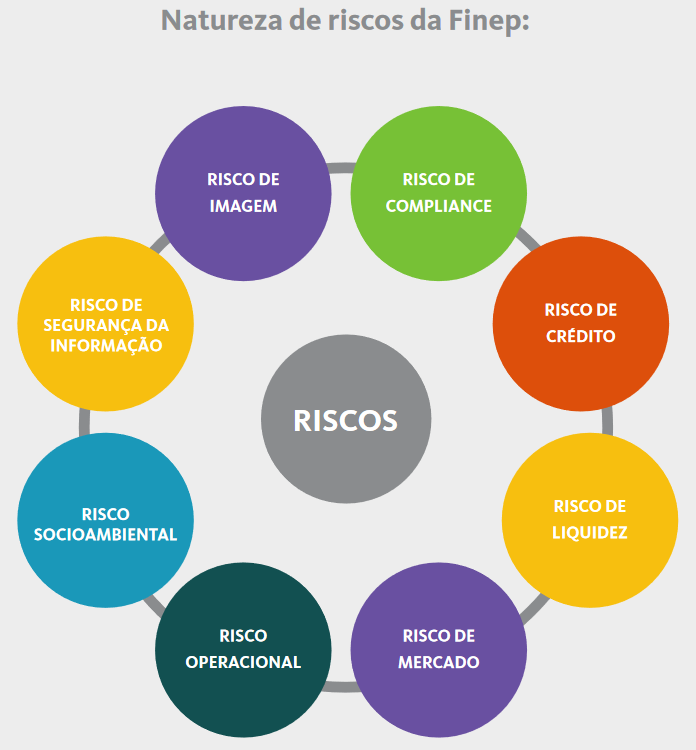 Natureza de riscos da Finep:
RISCO DE
IMAGEM
RISCO DE
COMPLIANCE
RISCO DE
CRÉDITO
RISCO DE
LIQUIDEZ
RISCO DE
MERCADO
RISCO
OPERACIONAL
RISCO
SOCIOAMBIENTAL
RISCO DE
SEGURANÇA DA
INFORMAÇÃO
RISCOS